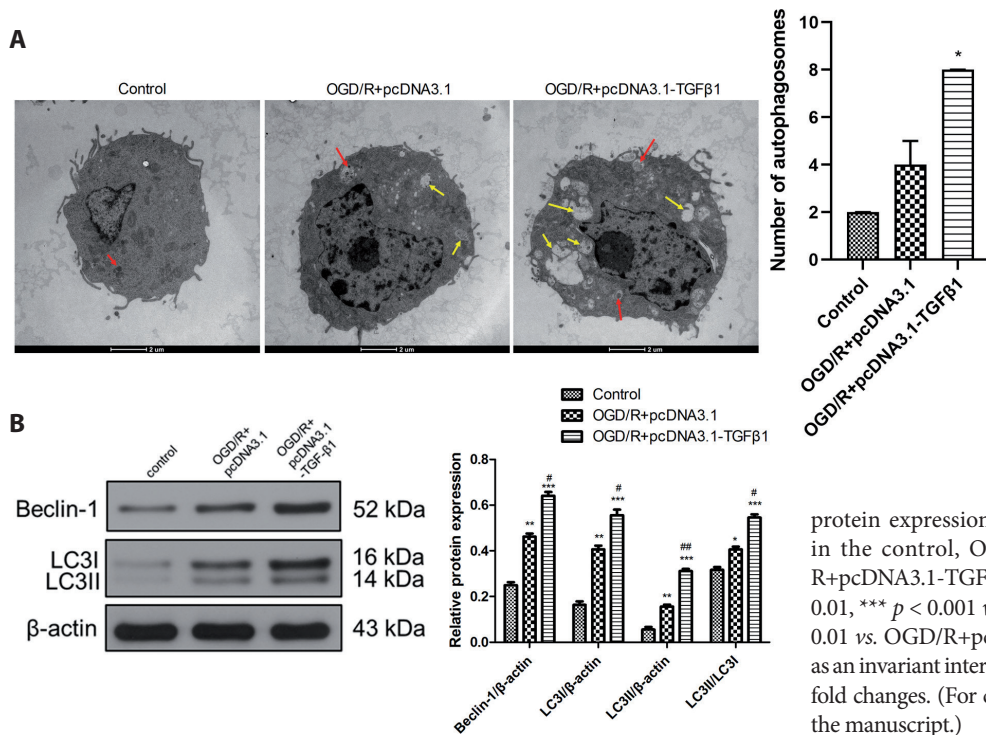 A
Control
OGD/R+pcDNA3.1
OGD/R+pcDNA3.1-TGFβ1
2 um
2 um
2 um
Number of autophagosomes
10
8
6
4
2
0
*
Control
OGD/R+pcDNA3.1
OGD/R+pcDNA3.1-TGFβ1
B
control
OGD/R+
pcDNA3.1
OGD/R+
pcDNA3.1
-TGF-β1
Beclin-1
52 kDa
LC3I
16 kDa
LC3II
14 kDa
β-actin
43 kDa
Control
OGD/R+pcDNA3.1
OGD/R+pcDNA3.1-TGFβ1
Relative protein expression
0.8
0.6
0.4
0.2
0.0
**
#
***
**
#
***
**
##
***
*
#
***
Beclin-1/β-actin
LC3I/β-actin
LC3II/β-actin
LC3II/LC3I
protein expression
in the control, O
R+pcDNA3.1-TGF
0.01, *** p < 0.001 v
0.01 vs. OGD/R+pc
as an invariant inter
fold changes. (For
the manuscript.)